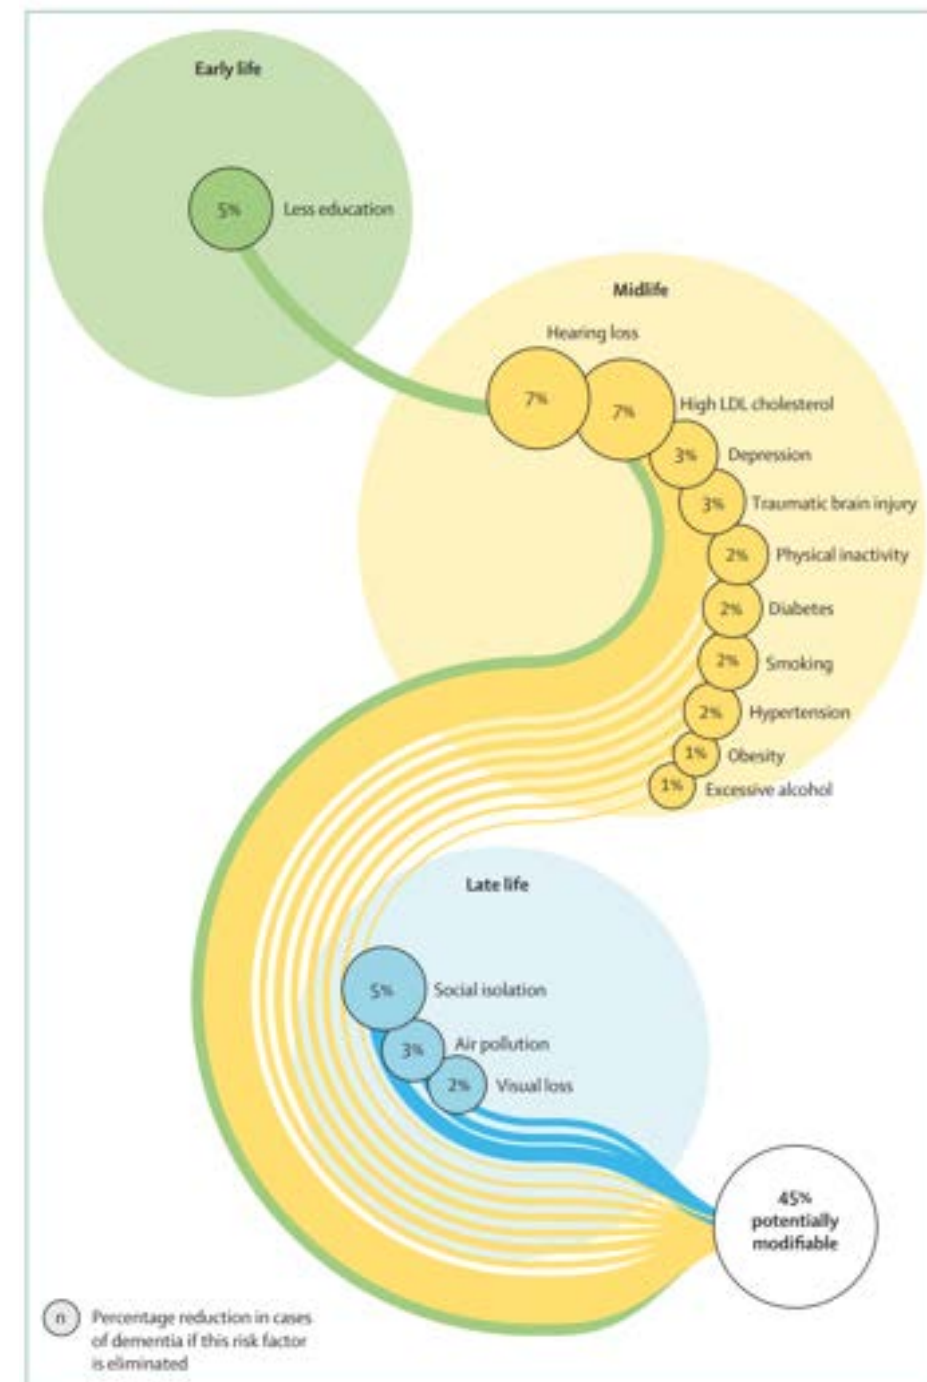 Early life
5%
Less education
Midlife
Hearing loss
7%
7%
High LDL cholesterol
3%
Depression
3%
Traumatic brain injury
2%
Physical inactivity
2%
Diabetes
2%
Smoking
2%
Hypertension
1%
Obesity
1%
Excessive alcohol
Late life
5%
Social isolation
3%
Air pollution
2%
Visual loss
45%
potentially
modifiable
n
Percentage reduction in cases
of dementia if this risk factor
is eliminated